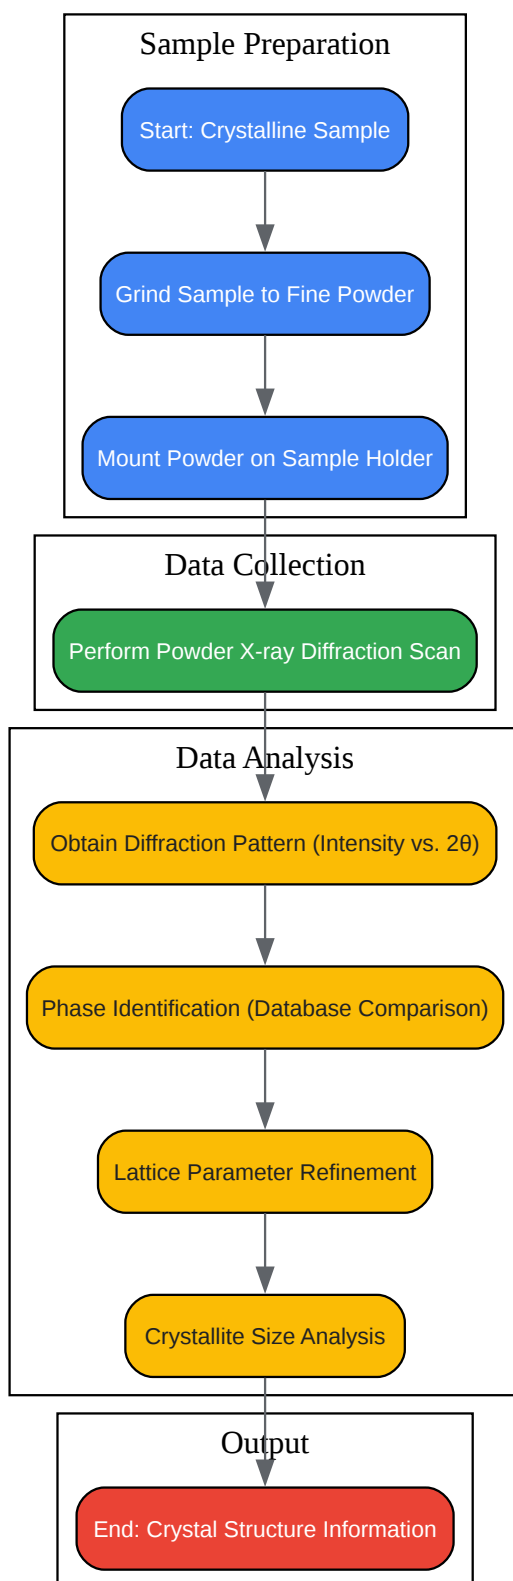 Sample Preparation
Start: Crystalline Sample
Grind Sample to Fine Powder
Mount Powder on Sample Holder
Data Collection
Perform Powder X-ray Diffraction Scan
Data Analysis
Obtain Diffraction Pattern (Intensity vs. 2θ)
Phase Identification (Database Comparison)
Lattice Parameter Refinement
Crystallite Size Analysis
Output
End: Crystal Structure Information